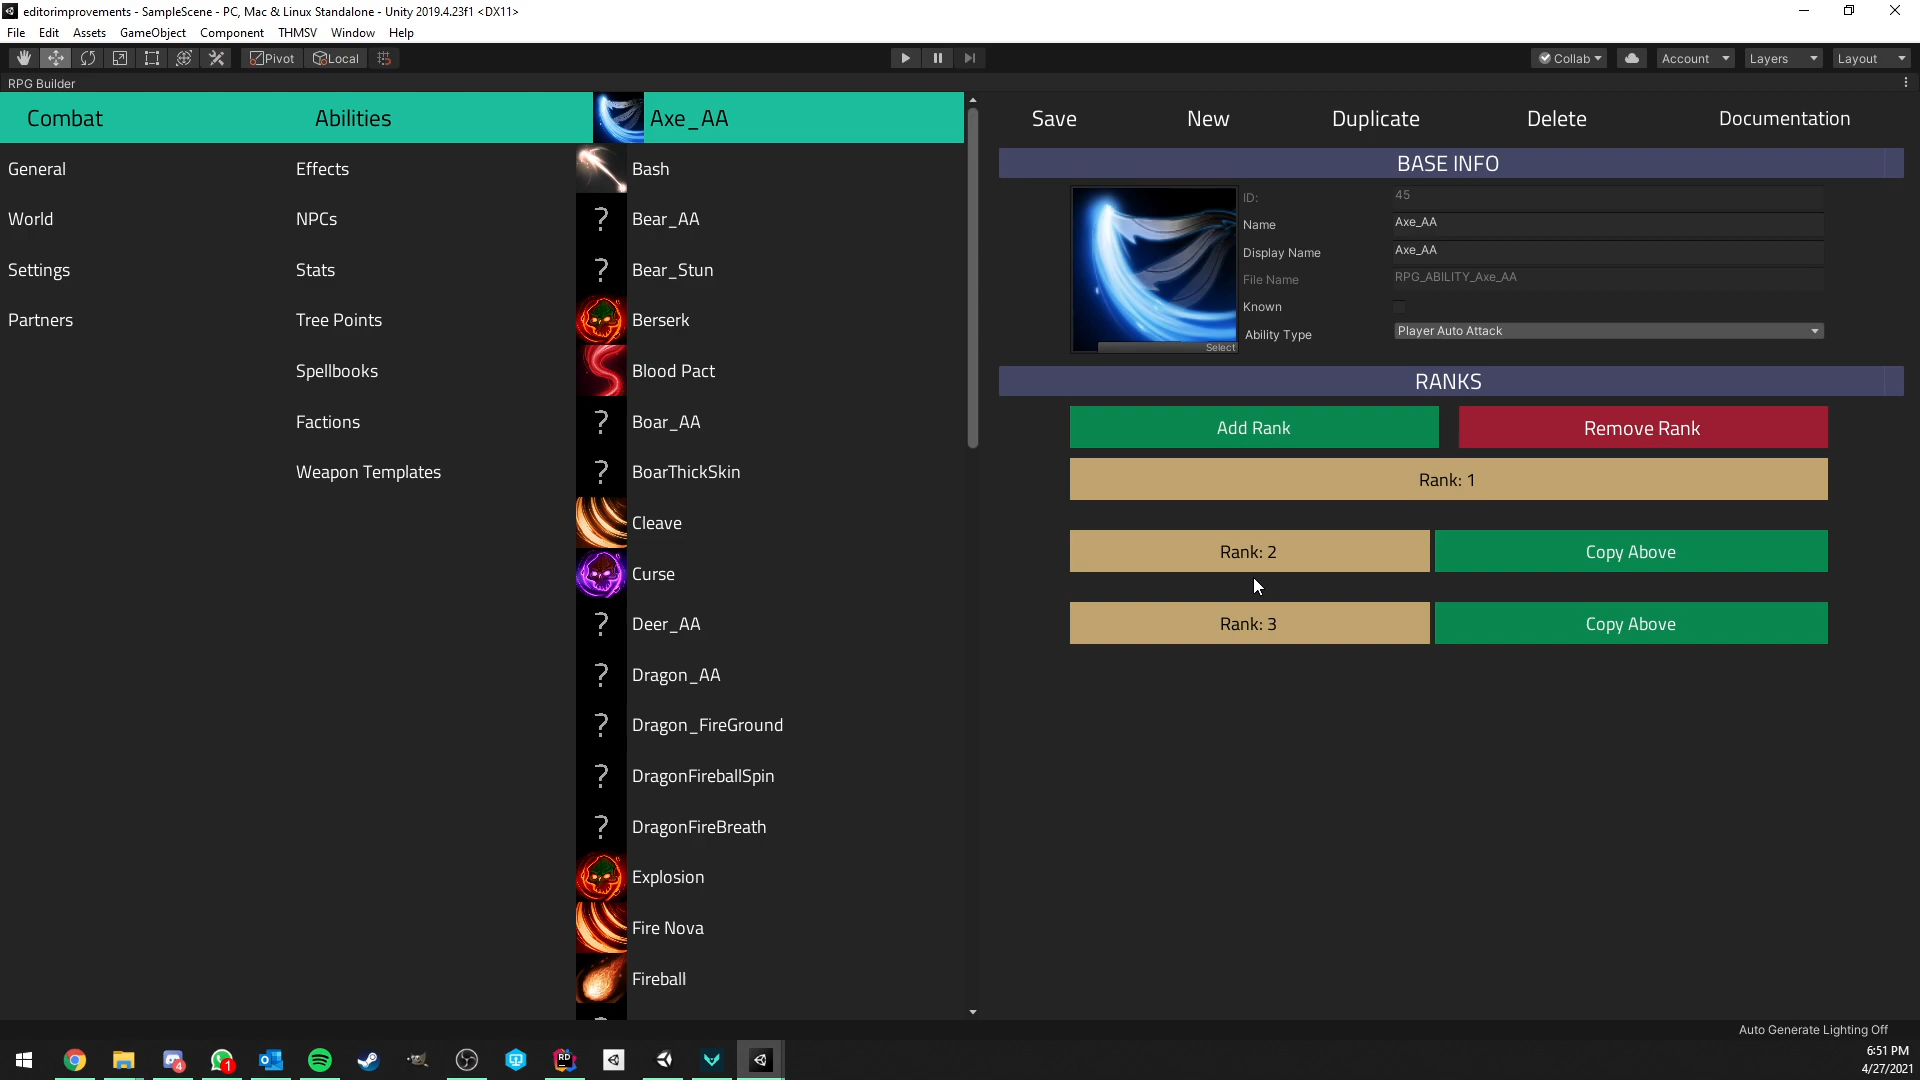 editorimprovements - SampleScene - PC, Mac & Linux Standalone - Unity 2019.4.23f1 <DX11>
File Edit Assets GameObject Component THMSV Window Help
Pivot Local Collab Account Layers Layout
RPG Builder
Combat
General
World
Settings
Partners
Abilities
Effects
NPCs
Stats
Tree Points
Spellbooks
Factions
Weapon Templates
Axe_AA
Bash
? Bear_AA
? Bear_Stun
Berserk
Blood Pact
? Boar_AA
? BoarThickSkin
Cleave
Curse
? Deer_AA
? Dragon_AA
? Dragon_FireGround
? DragonFireballSpin
? DragonFireBreath
Explosion
Fire Nova
Fireball
Save New Duplicate Delete Documentation
BASE INFO
ID: 45
Name Axe_AA
Display Name Axe_AA
File Name RPG_ABILITY_Axe_AA
Known
Ability Type Player Auto Attack
Select
RANKS
Add Rank Remove Rank
Rank: 1
Rank: 2 Copy Above
Rank: 3 Copy Above
Auto Generate Lighting Off
4
1
RD
6:51 PM
4/27/2021